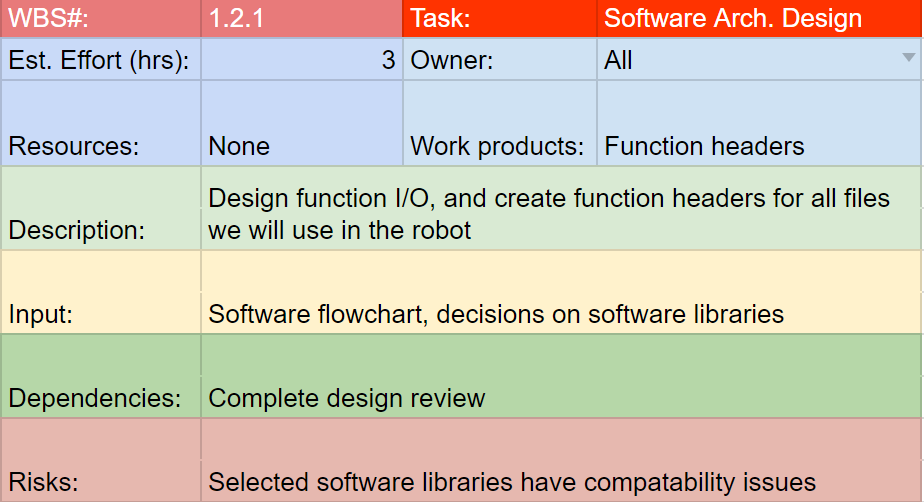 WBS#: 1.2.1 Task: Software Arch. Design
Est. Effort (hrs): 3 Owner: All
Resources: None Work products: Function headers
Description: Design function I/O, and create function headers for all files
we will use in the robot
Input: Software flowchart, decisions on software libraries
Dependencies: Complete design review
Risks: Selected software libraries have compatability issues